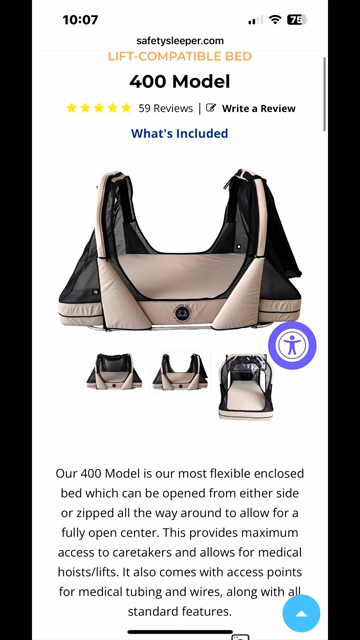 10:07
75
safetysleeper.com
LIFT-COMPATIBLE BED
400 Model
59 Reviews | Write a Review
What's Included
Our 400 Model is our most flexible enclosed
bed which can be opened from either side
or zipped all the way around to allow for a
fully open center. This provides maximum
access to caretakers and allows for medical
hoists/lifts. It also comes with access points
for medical tubing and wires, along with all
standard features.